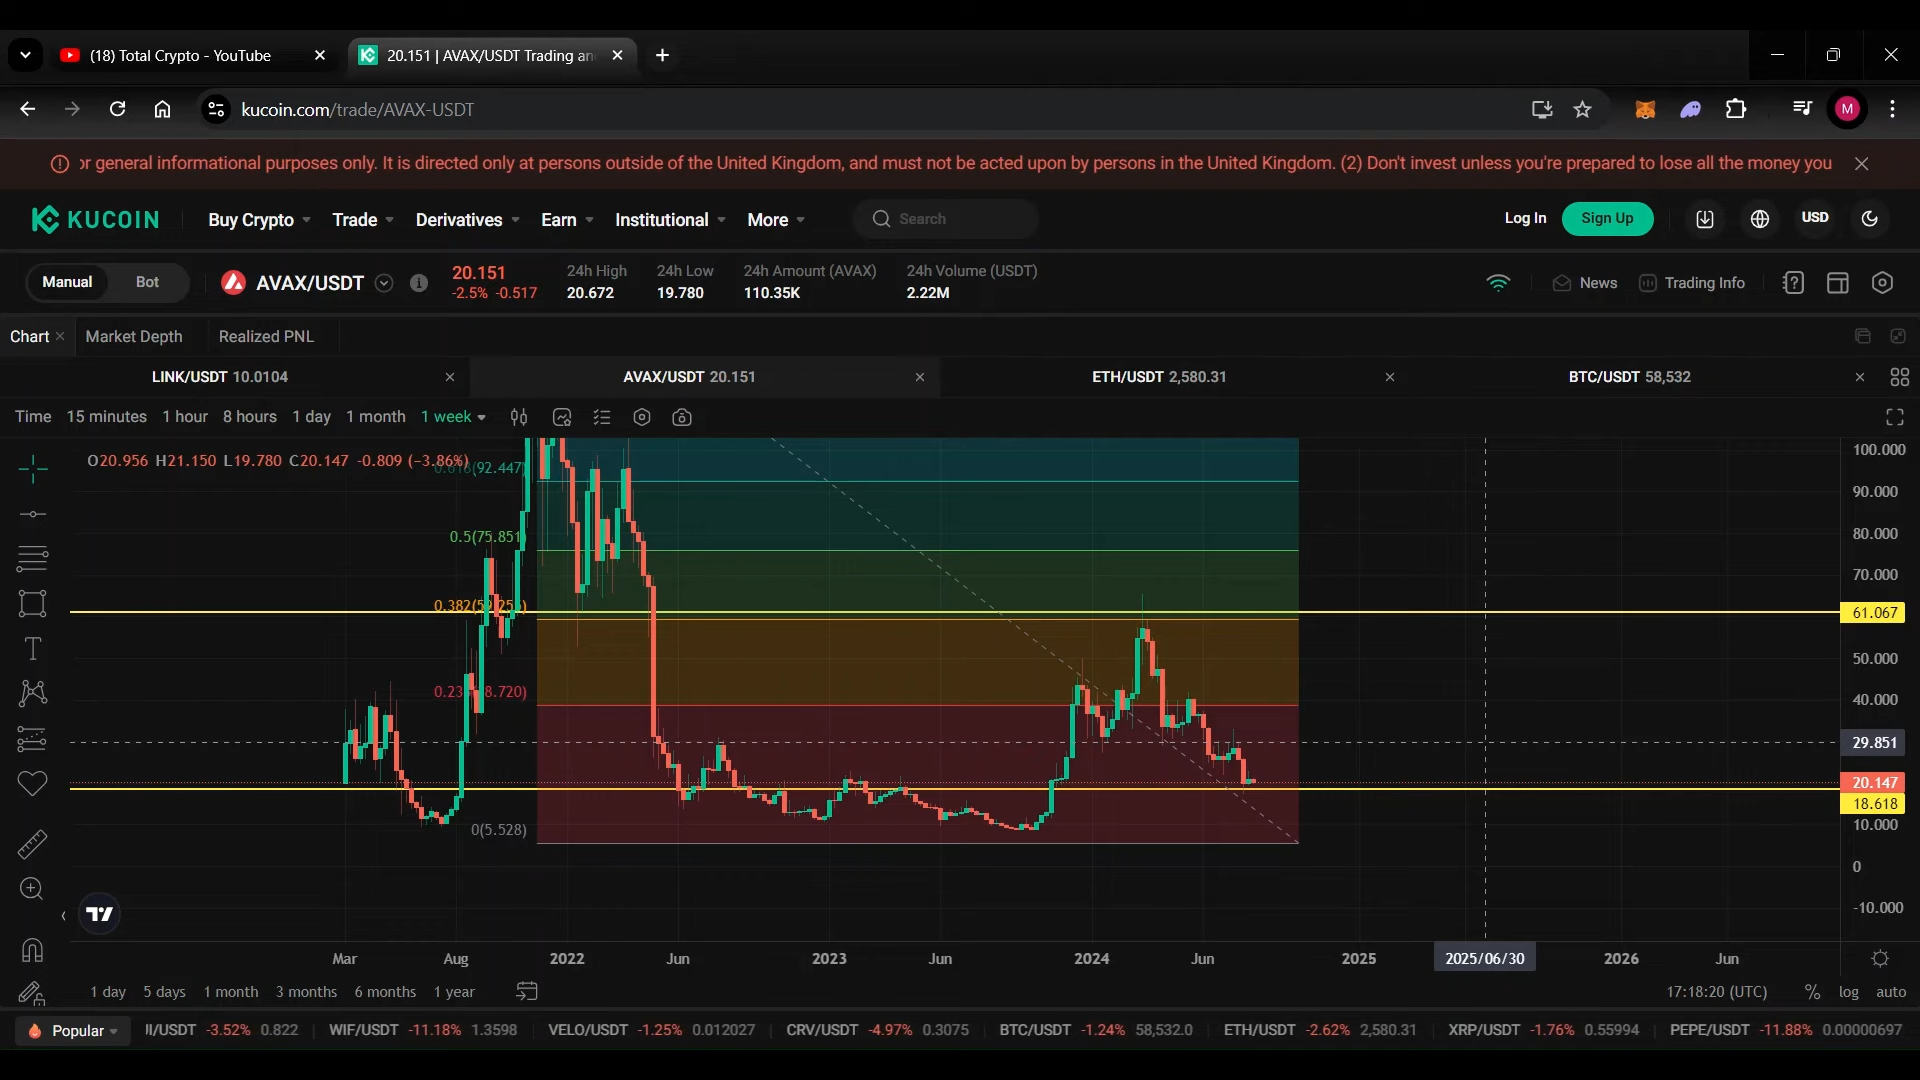 (18) Total Crypto - YouTube
20.151 | AVAX/USDT Trading an
kucoin.com/trade/AVAX-USDT
M
or general informational purposes only. It is directed only at persons outside of the United Kingdom, and must not be acted upon by persons in the United Kingdom. (2) Don't invest unless you're prepared to lose all the money you
KUCOIN Buy Crypto Trade Derivatives Earn Institutional More Search Log In Sign Up USD
Manual Bot AVAX/USDT 20.151 -2.5% -0.517
24h High 20.672
24h Low 19.780
24h Amount (AVAX) 110.35K
24h Volume (USDT) 2.22M
News Trading Info
Chart Market Depth Realized PNL
LINK/USDT 10.0104 AVAX/USDT 20.151 ETH/USDT 2,580.31 BTC/USDT 58,532
Time 15 minutes 1 hour 8 hours 1 day 1 month 1 week
O20.956 H21.150 L19.780 C20.147 -0.809 (-3.86%)
(92.447)
0.5(75.851)
0.382(
8.720)
0(5.528)
100.000
90.000
80.000
70.000
61.067
50.000
40.000
29.851
20.147
18.618
10.000
0
-10.000
Mar Aug 2022 Jun 2023 Jun 2024 Jun 2025 2025/06/30 2026 Jun
1 day 5 days 1 month 3 months 6 months 1 year 17:18:20 (UTC) % log auto
Popular I/USDT -3.52% 0.822 WIF/USDT -11.18% 1.3598 VELO/USDT -1.25% 0.012027 CRV/USDT -4.97% 0.3075 BTC/USDT -1.24% 58,532.0 ETH/USDT -2.62% 2,580.31 XRP/USDT -1.76% 0.55994 PEPE/USDT -11.88% 0.00000697